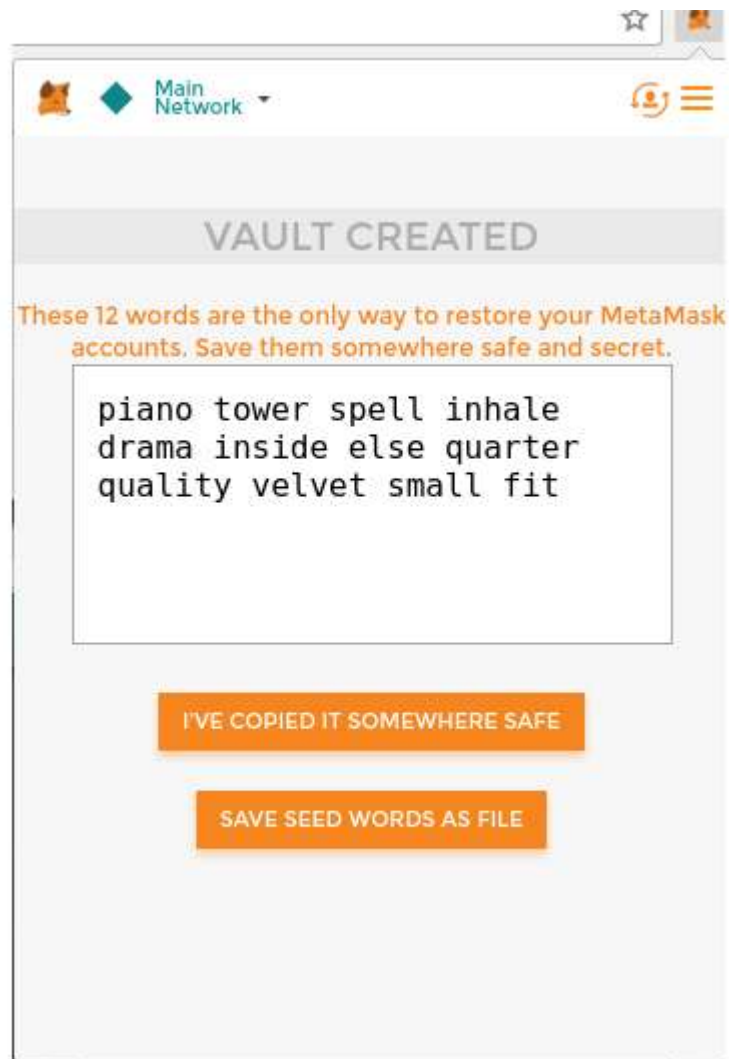 Main
Network
VAULT CREATED
These 12 words are the only way to restore your MetaMask
accounts. Save them somewhere safe and secret.
piano tower spell inhale
drama inside else quarter
quality velvet small fit
I'VE COPIED IT SOMEWHERE SAFE
SAVE SEED WORDS AS FILE